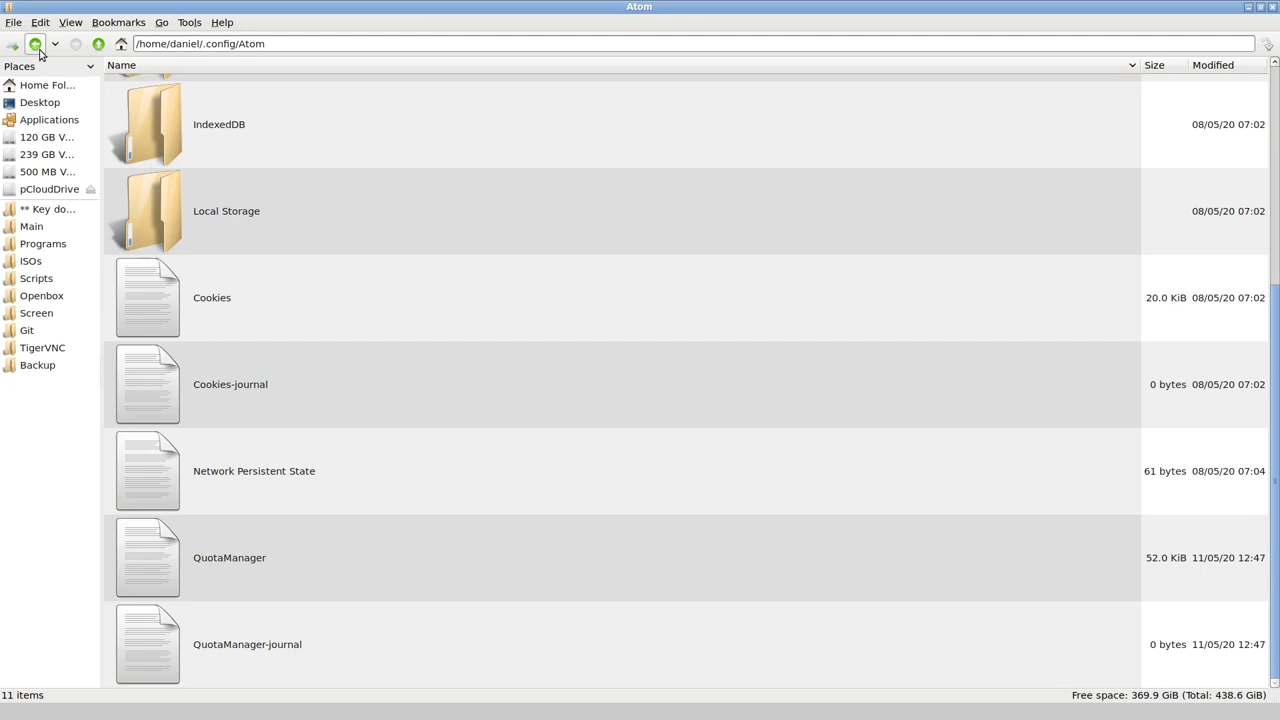 Atom
File Edit View Bookmarks Go Tools Help
/home/daniel/.config/Atom
Places
Home Fol...
Desktop
Applications
120 GB V...
239 GB V...
500 MB V...
pCloudDrive
** Key do...
Main
Programs
ISOs
Scripts
Openbox
Screen
Git
TigerVNC
Backup
Name Size Modified
IndexedDB 08/05/20 07:02
Local Storage 08/05/20 07:02
Cookies 20.0 KiB 08/05/20 07:02
Cookies-journal 0 bytes 08/05/20 07:02
Network Persistent State 61 bytes 08/05/20 07:04
QuotaManager 52.0 KiB 11/05/20 12:47
QuotaManager-journal 0 bytes 11/05/20 12:47
11 items Free space: 369.9 GiB (Total: 438.6 GiB)